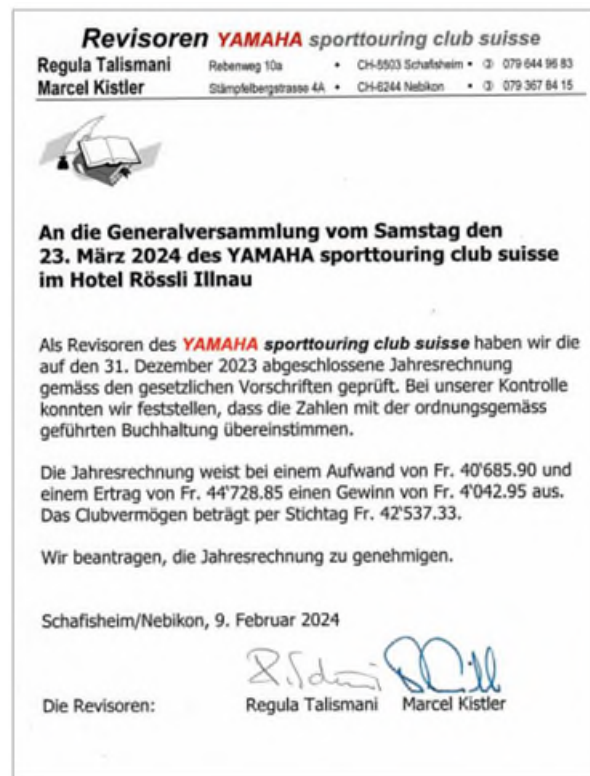 Revisoren YAMAHA sporttouring club suisse
Regula Talismani Rebenweg 10a • CH-5503 Schafisheim • ✆ 079 644 96 83
Marcel Kistler Stämpfelbergstrasse 4A • CH-6244 Nebikon • ✆ 079 367 84 15
An die Generalversammlung vom Samstag den
23. März 2024 des YAMAHA sporttouring club suisse
im Hotel Rössli Illnau
Als Revisoren des YAMAHA sporttouring club suisse haben wir die
auf den 31. Dezember 2023 abgeschlossene Jahresrechnung
gemäss den gesetzlichen Vorschriften geprüft. Bei unserer Kontrolle
konnten wir feststellen, dass die Zahlen mit der ordnungsgemäss
geführten Buchhaltung übereinstimmen.
Die Jahresrechnung weist bei einem Aufwand von Fr. 40'685.90 und
einem Ertrag von Fr. 44'728.85 einen Gewinn von Fr. 4'042.95 aus.
Das Clubvermögen beträgt per Stichtag Fr. 42'537.33.
Wir beantragen, die Jahresrechnung zu genehmigen.
Schafisheim/Nebikon, 9. Februar 2024
Die Revisoren: Regula Talismani Marcel Kistler